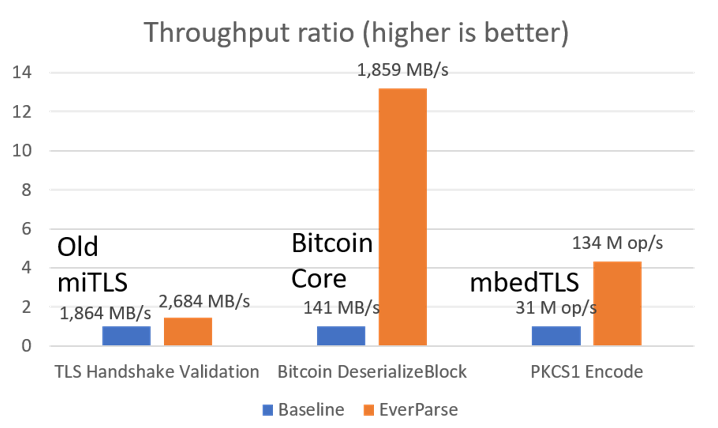 Throughput ratio (higher is better)
14
12
10
8
6
4
2
0
1,859 MB/s
Old
miTLS
1,864 MB/s
2,684 MB/s
Bitcoin
Core
141 MB/s
134 M op/s
mbedTLS
31 M op/s
TLS Handshake Validation
Bitcoin DeserializeBlock
PKCS1 Encode
Baseline
EverParse